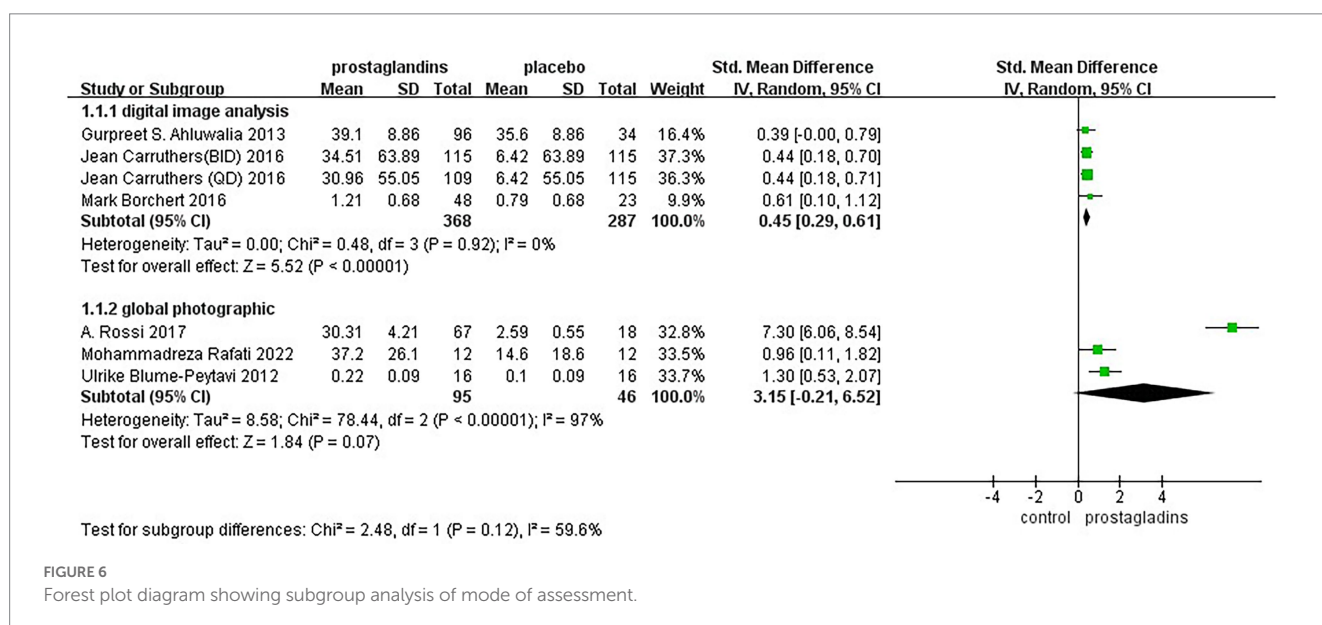 prostaglandins placebo Std. Mean Difference Std. Mean Difference
Study or Subgroup Mean SD Total Mean SD Total Weight IV, Random, 95% CI IV, Random, 95% CI
1.1.1 digital image analysis
Gurpreet S. Ahluwalia 2013 39.1 8.86 96 35.6 8.86 34 16.4% 0.39 [-0.00, 0.79]
Jean Carruthers(BID) 2016 34.51 63.89 115 6.42 63.89 115 37.3% 0.44 [0.18, 0.70]
Jean Carruthers (QD) 2016 30.96 55.05 109 6.42 55.05 115 36.3% 0.44 [0.18, 0.71]
Mark Borchert 2016 1.21 0.68 48 0.79 0.68 23 9.9% 0.61 [0.10, 1.12]
Subtotal (95% CI) 368 287 100.0% 0.45 [0.29, 0.61]
Heterogeneity: Tau² = 0.00; Chi² = 0.48, df = 3 (P = 0.92); I² = 0%
Test for overall effect: Z = 5.52 (P < 0.00001)
1.1.2 global photographic
A. Rossi 2017 30.31 4.21 67 2.59 0.55 18 32.8% 7.30 [6.06, 8.54]
Mohammadreza Rafati 2022 37.2 26.1 12 14.6 18.6 12 33.5% 0.96 [0.11, 1.82]
Ulrike Blume-Peytavi 2012 0.22 0.09 16 0.1 0.09 16 33.7% 1.30 [0.53, 2.07]
Subtotal (95% CI) 95 46 100.0% 3.15 [-0.21, 6.52]
Heterogeneity: Tau² = 8.58; Chi² = 78.44, df = 2 (P < 0.00001); I² = 97%
Test for overall effect: Z = 1.84 (P = 0.07)
-4 -2 0 2 4
control prostagladins
Test for subgroup differences: Chi² = 2.48, df = 1 (P = 0.12), I² = 59.6%
FIGURE 6
Forest plot diagram showing subgroup analysis of mode of assessment.